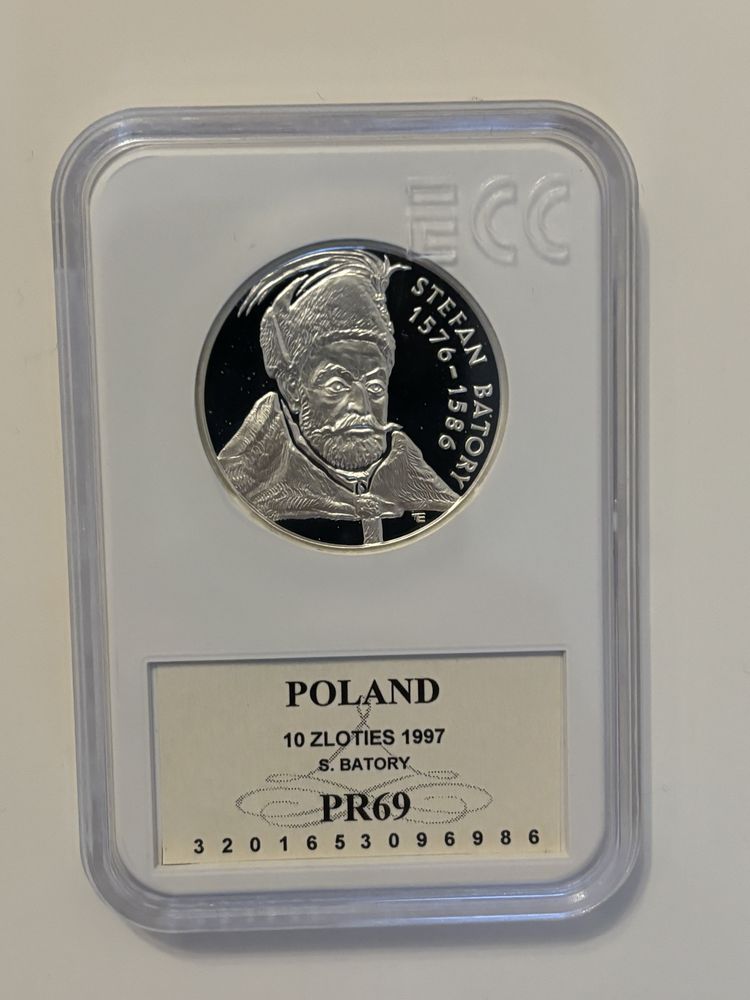 ECC
STEFAN BATORY
1576-1586
TE
POLAND
10 ZLOTIES 1997
S. BATORY
PR69
3 2 0 1 6 5 3 0 9 6 9 8 6